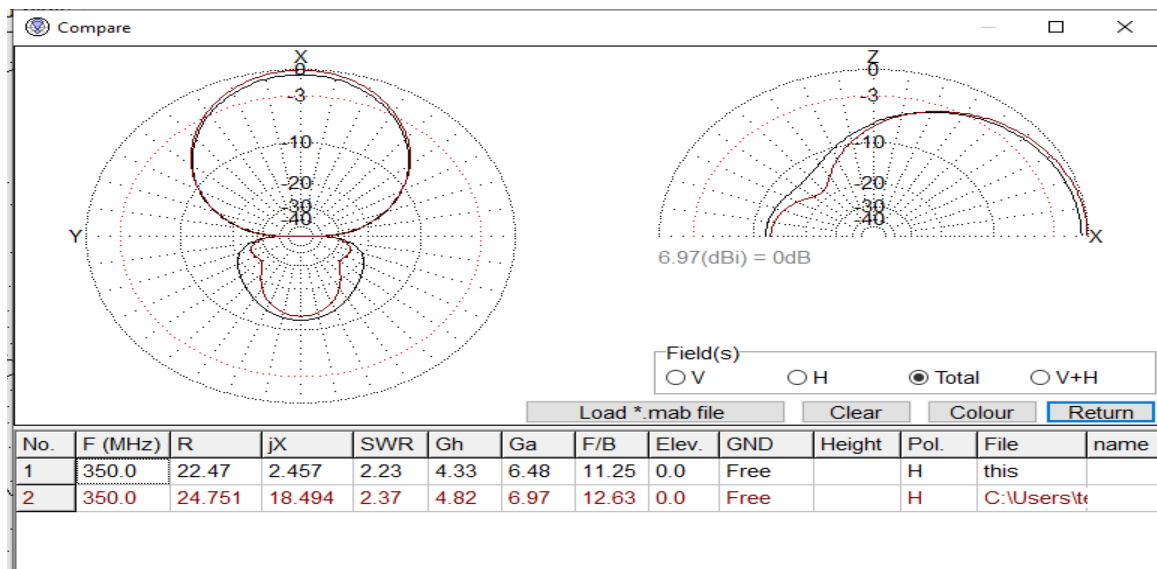 Compare
X
0
-3
-10
-20
-30
-40
Y
Z
0
-3
-10
-20
-30
-40
X
6.97(dBi) = 0dB
Field(s)
V H Total V+H
Load *.mab file Clear Colour Return
No. F (MHz) R jX SWR Gh Ga F/B Elev. GND Height Pol. File name
1 350.0 22.47 2.457 2.23 4.33 6.48 11.25 0.0 Free H this
2 350.0 24.751 18.494 2.37 4.82 6.97 12.63 0.0 Free H C:\Users\te